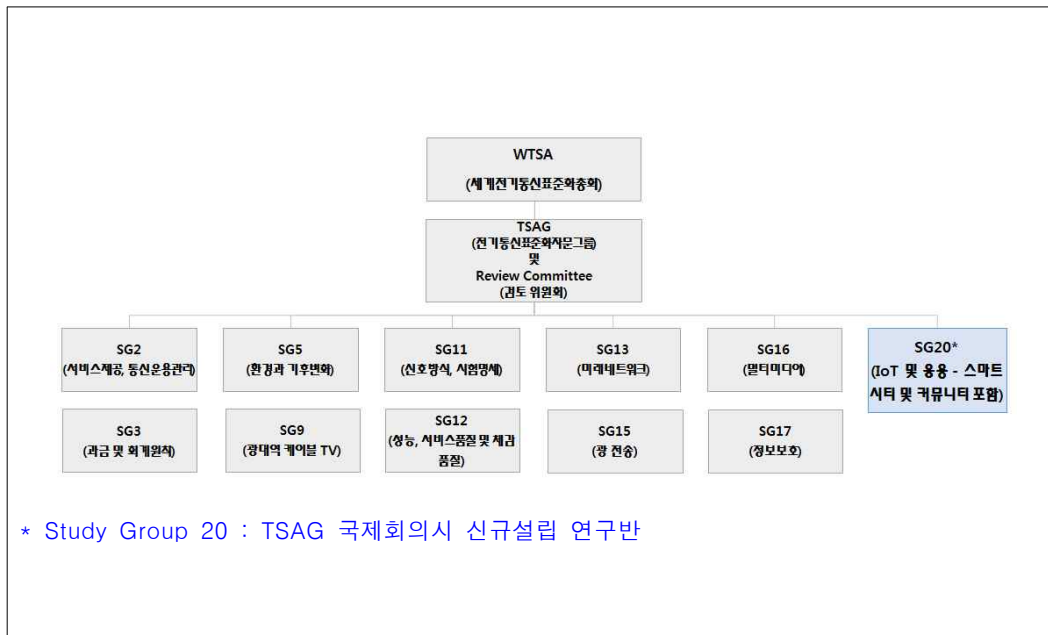 WTSA
(세계전기통신표준화총회)
TSAG
(전기통신표준화자문그룹)
및
Review Committee
(검토 위원회)
SG2
(서비스제공, 통신운용관리)
SG5
(환경과 기후변화)
SG11
(신호방식, 시험명세)
SG13
(미래네트워크)
SG16
(멀티미디어)
SG20*
(IoT 및 응용 - 스마트
시티 및 커뮤니티 포함)
SG3
(과금 및 회계원칙)
SG9
(광대역 케이블 TV)
SG12
(성능, 서비스품질 및 체감
품질)
SG15
(광 전송)
SG17
(정보보호)
* Study Group 20 : TSAG 국제회의시 신규설립 연구반